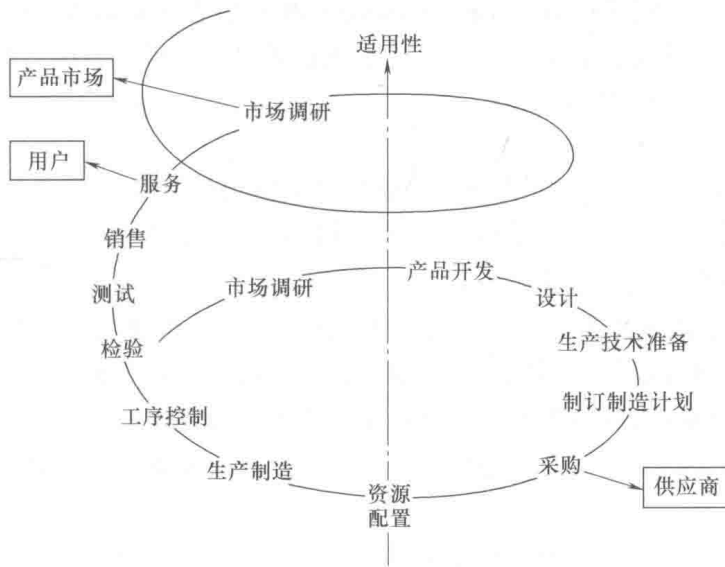 适用性
产品市场
市场调研
用户
服务
销售
测试
检验
市场调研
产品开发
设计
生产技术准备
制订制造计划
采购
供应商
资源
配置
生产制造
工序控制